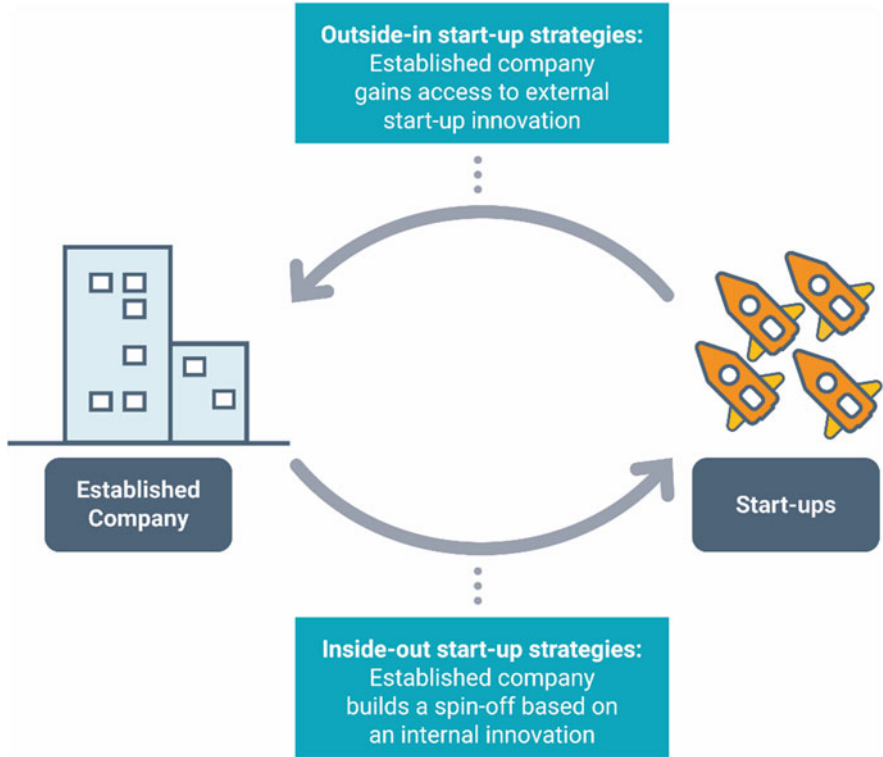 Outside-in start-up strategies:
Established company
gains access to external
start-up innovation
Established
Company
Start-ups
Inside-out start-up strategies:
Established company
builds a spin-off based on
an internal innovation